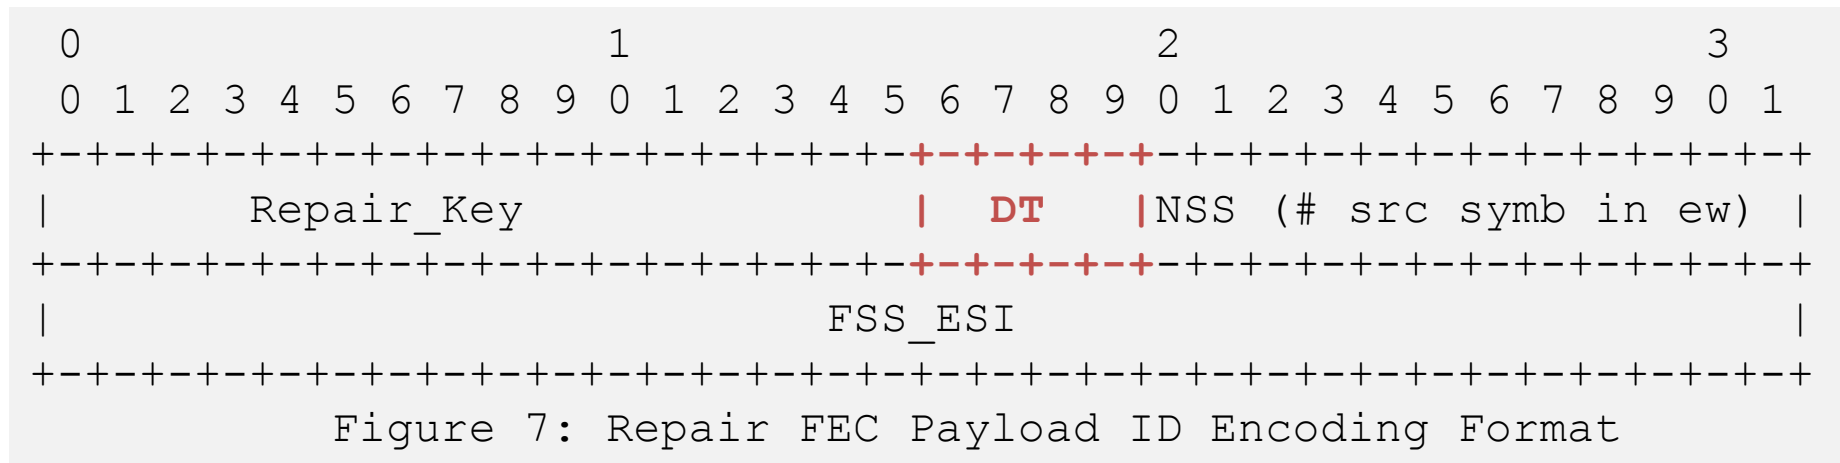 0                   1                   2                   3
 0 1 2 3 4 5 6 7 8 9 0 1 2 3 4 5 6 7 8 9 0 1 2 3 4 5 6 7 8 9 0 1
+-+-+-+-+-+-+-+-+-+-+-+-+-+-+-+-+-+-+-+-+-+-+-+-+-+-+-+-+-+-+-+-+
|       Repair_Key              |  DT   |NSS (# src symb in ew) |
+-+-+-+-+-+-+-+-+-+-+-+-+-+-+-+-+-+-+-+-+-+-+-+-+-+-+-+-+-+-+-+-+
|                            FSS_ESI                            |
+-+-+-+-+-+-+-+-+-+-+-+-+-+-+-+-+-+-+-+-+-+-+-+-+-+-+-+-+-+-+-+-+
Figure 7: Repair FEC Payload ID Encoding Format